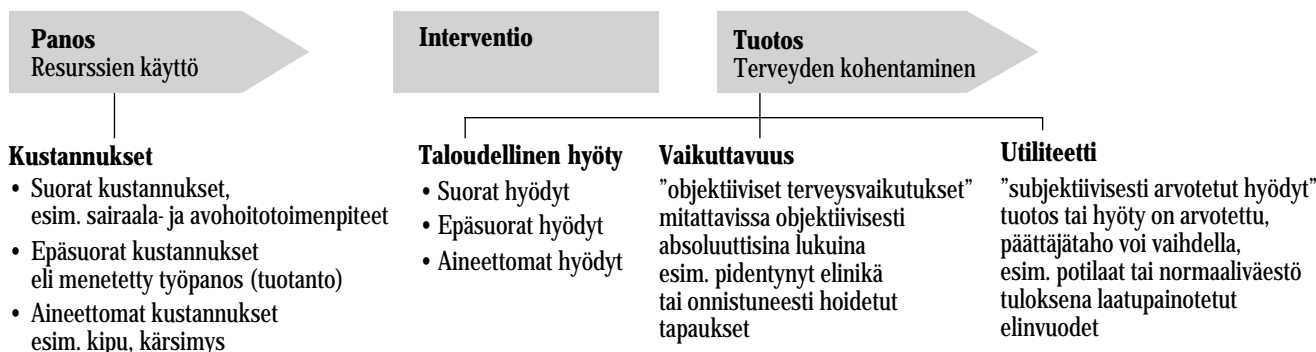 Panos
Resurssien käyttö
Interventio
Tuotos
Terveyden kohentaminen
Kustannukset
• Suorat kustannukset,
esim. sairaala- ja avohoitotoimenpiteet
• Epäsuorat kustannukset
eli menetetty työpanos (tuotanto)
• Aineettomat kustannukset
esim. kipu, kärsimys
Taloudellinen hyöty
• Suorat hyödyt
• Epäsuorat hyödyt
• Aineettomat hyödyt
Vaikuttavuus
”objektiiviset terveysvaikutukset”
mitattavissa objektiivisesti
absoluuttisina lukuina
esim. pidentynyt elinikä
tai onnistuneesti hoidetut
tapaukset
Utiliteetti
”subjektiivisesti arvotetut hyödyt”
tuotos tai hyöty on arvotettu,
päättäjätaho voi vaihdella,
esim. potilaat tai normaaliväestö
tuloksena laatupainotetut
elinvuodet